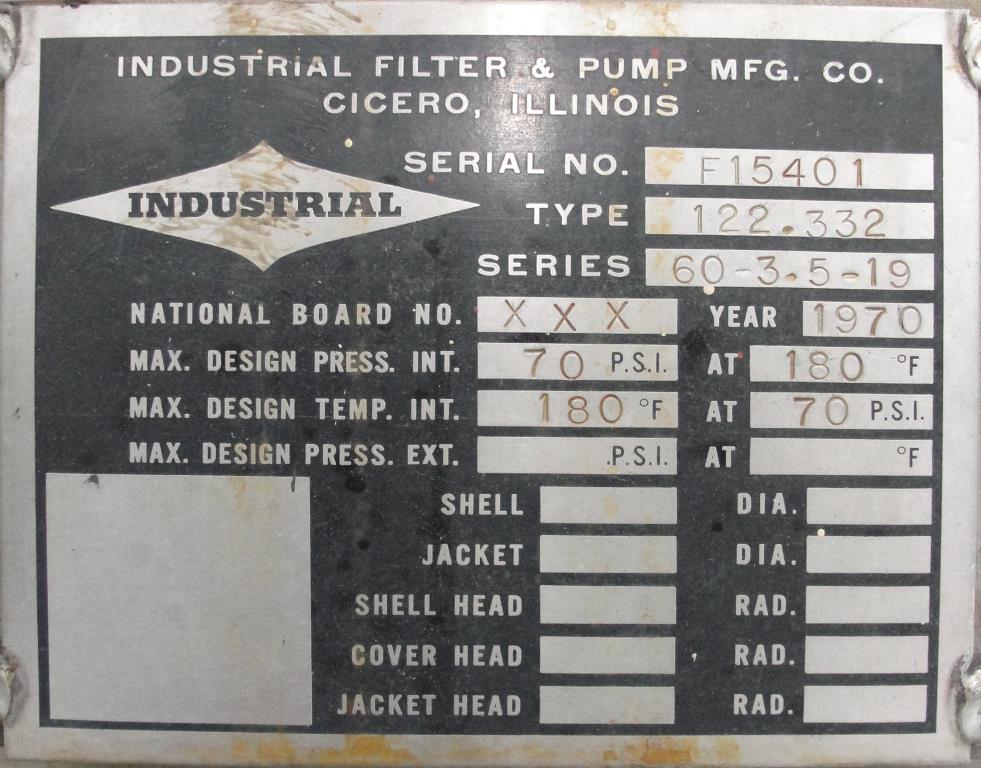 INDUSTRIAL FILTER & PUMP MFG. CO.
CICERO, ILLINOIS
INDUSTRIAL
SERIAL NO. F15401
TYPE 122.332
SERIES 60-3.5-19
NATIONAL BOARD NO. XXX YEAR 1970
MAX. DESIGN PRESS. INT. 70 P.S.I. AT 180 °F
MAX. DESIGN TEMP. INT. 180 °F AT 70 P.S.I.
MAX. DESIGN PRESS. EXT. P.S.I. AT °F
SHELL DIA.
JACKET DIA.
SHELL HEAD RAD.
COVER HEAD RAD.
JACKET HEAD RAD.